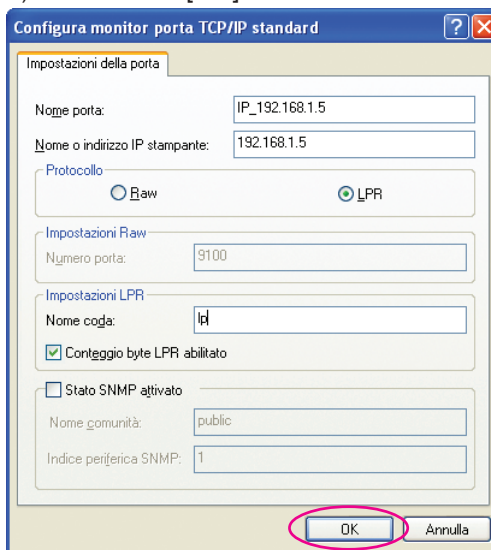 Configura monitor porta TCP/IP standard
Impostazioni della porta
Nome porta: IP_192.168.1.5
Nome o indirizzo IP stampante: 192.168.1.5
Protocollo
Raw LPR
Impostazioni Raw
Numero porta: 9100
Impostazioni LPR
Nome coda: lp
Conteggio byte LPR abilitato
Stato SNMP attivato
Nome comunità: public
Indice periferica SNMP: 1
OK Annulla